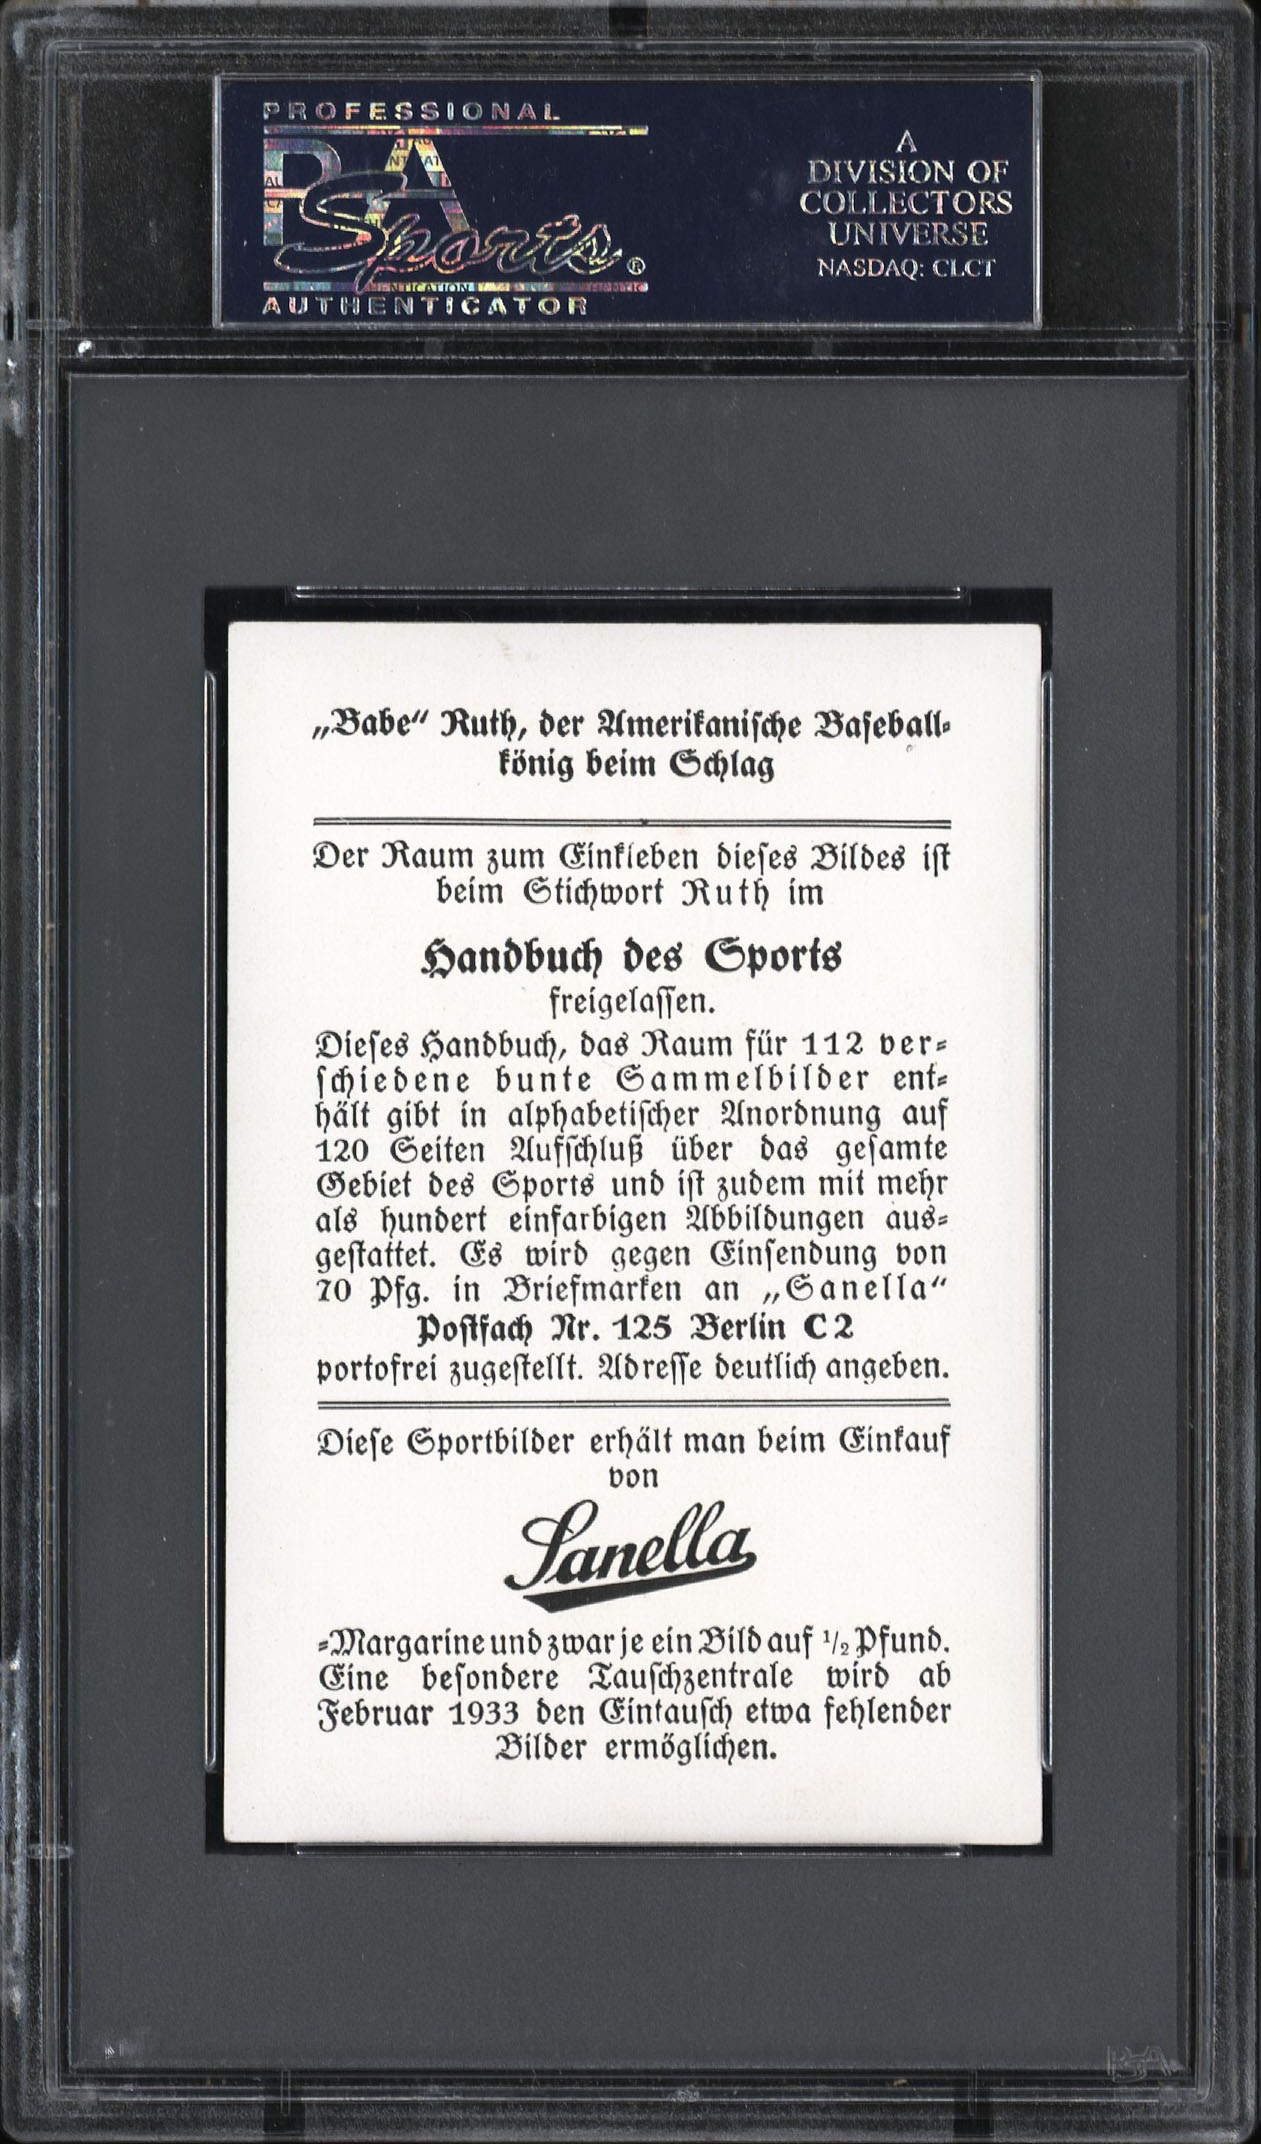 PROFESSIONAL
PSA
Sports®
AUTHENTICATOR
A
DIVISION OF
COLLECTORS
UNIVERSE
NASDAQ: CLCT
„Babe“ Ruth, der Amerikanische Baseball-
könig beim Schlag
Der Raum zum Einkleben dieses Bildes ist
beim Stichwort Ruth im
Handbuch des Sports
freigelassen.
Dieses Handbuch, das Raum für 112 ver-
schiedene bunte Sammelbilder ent-
hält gibt in alphabetischer Anordnung auf
120 Seiten Aufschluß über das gesamte
Gebiet des Sports und ist zudem mit mehr
als hundert einfarbigen Abbildungen aus-
gestattet. Es wird gegen Einsendung von
70 Pfg. in Briefmarken an „Sanella“
Postfach Nr. 125 Berlin C 2
portofrei zugestellt. Adresse deutlich angeben.
Diese Sportbilder erhält man beim Einkauf
von
Sanella
-Margarine und zwar je ein Bild auf 1/2 Pfund.
Eine besondere Tauschzentrale wird ab
Februar 1933 den Eintausch etwa fehlender
Bilder ermöglichen.
PSA